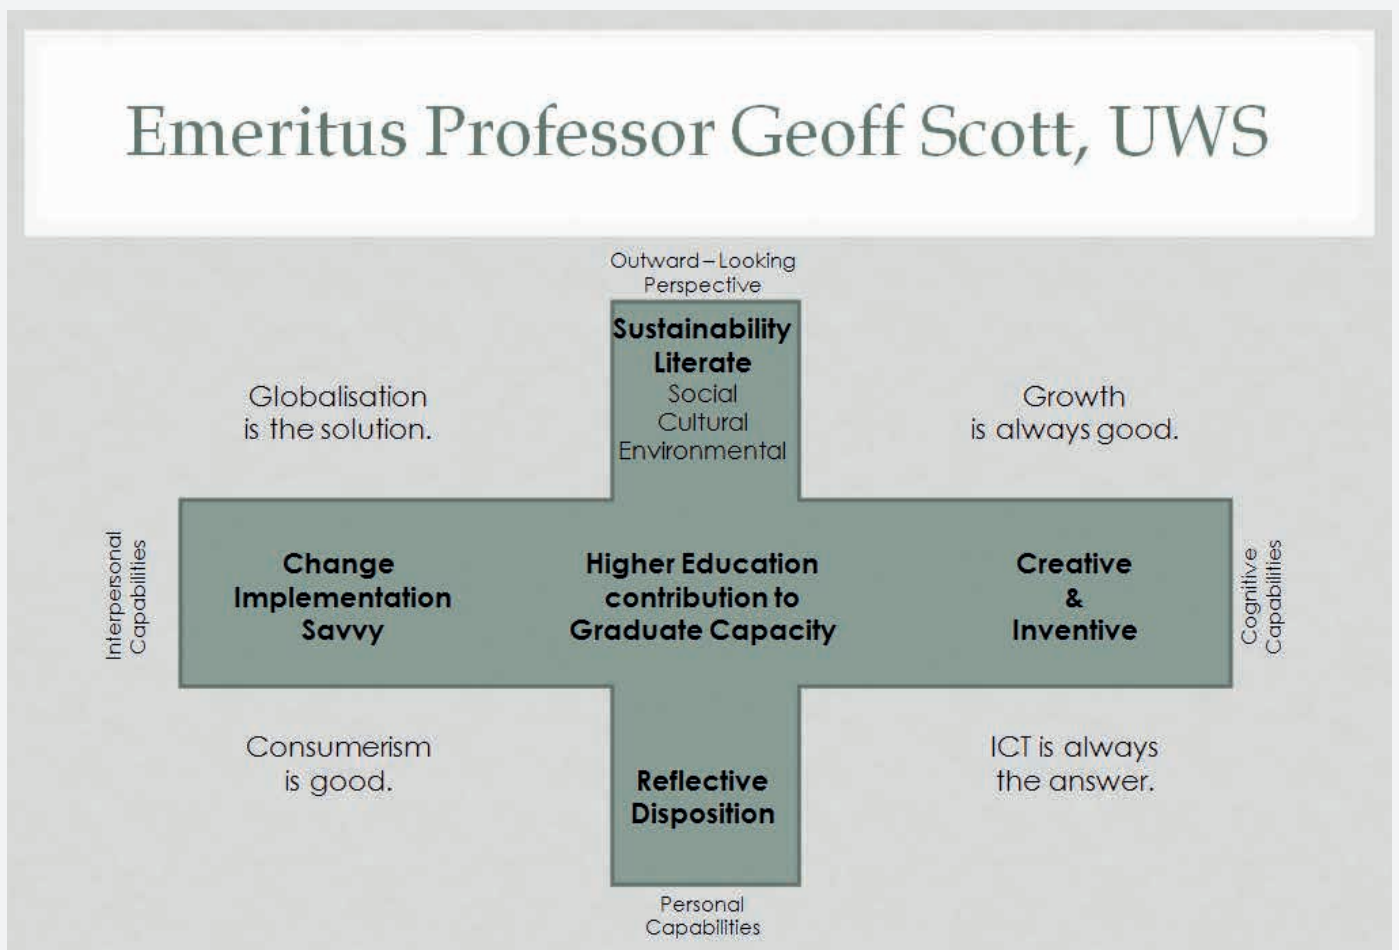 Emeritus Professor Geoff Scott, UWS
Outward – Looking
Perspective
Sustainability
Literate
Social
Cultural
Environmental
Globalisation
is the solution.
Growth
is always good.
Interpersonal
Capabilities
Change
Implementation
Savvy
Higher Education
contribution to
Graduate Capacity
Creative
&
Inventive
Cognitive
Capabilities
Consumerism
is good.
Reflective
Disposition
ICT is always
the answer.
Personal
Capabilities